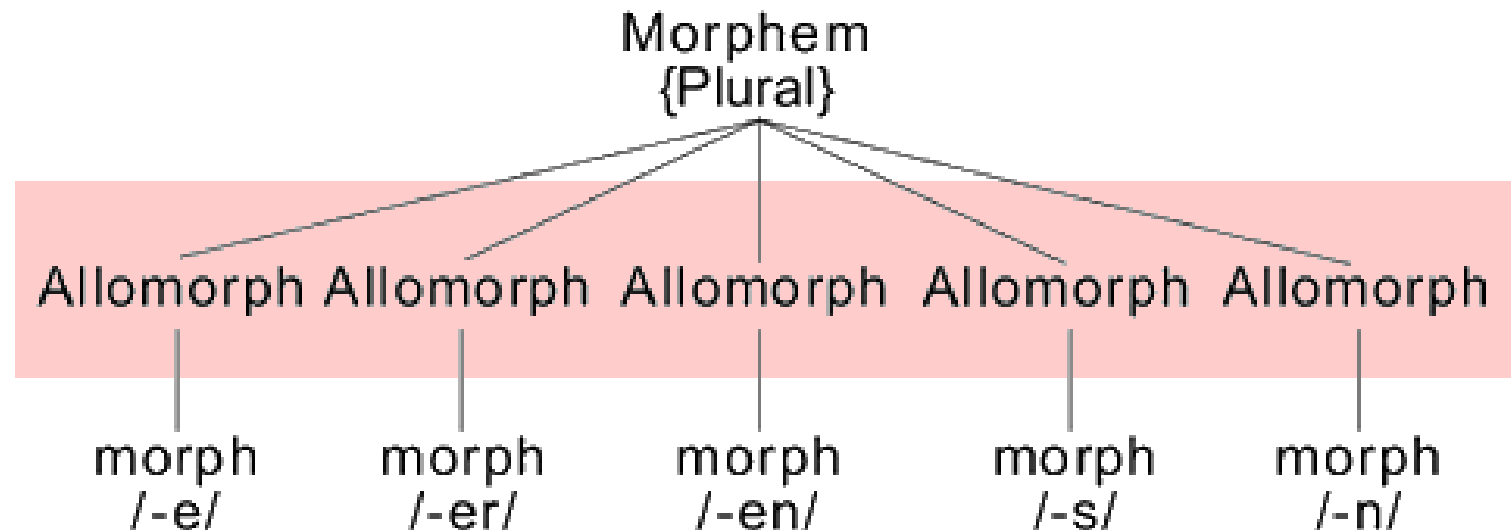 Morphem
{Plural}
Allomorph Allomorph Allomorph Allomorph Allomorph
morph morph morph morph morph
/-e/ /-er/ /-en/ /-s/ /-n/